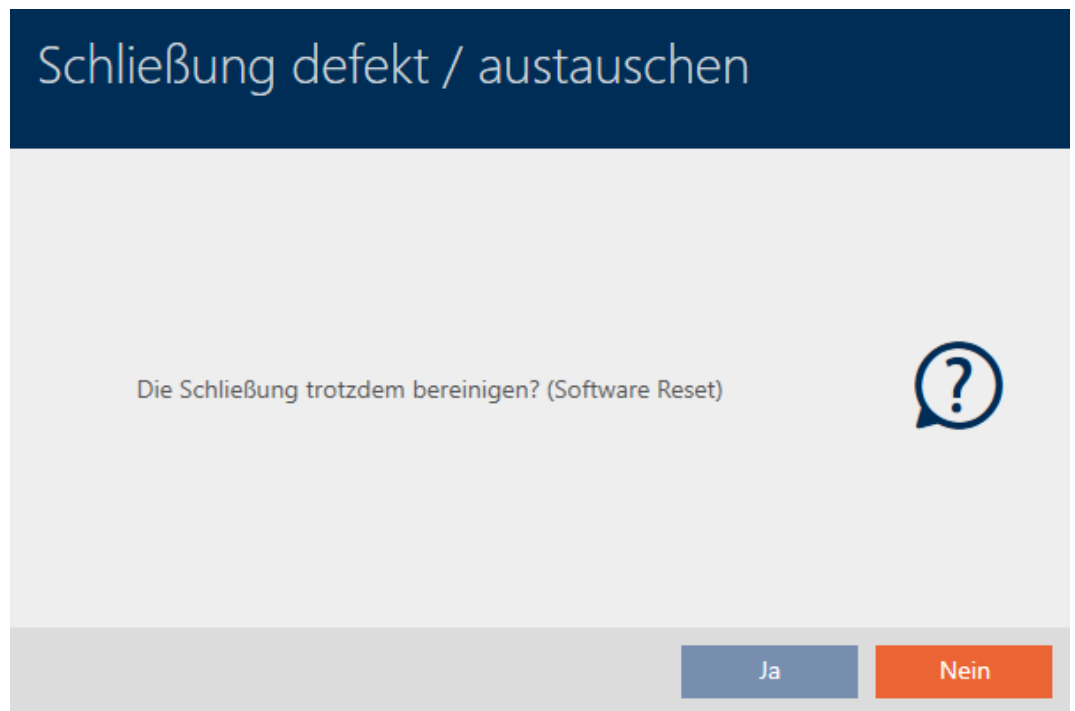 Schließung defekt / austauschen
Die Schließung trotzdem bereinigen? (Software Reset)
?
Ja
Nein